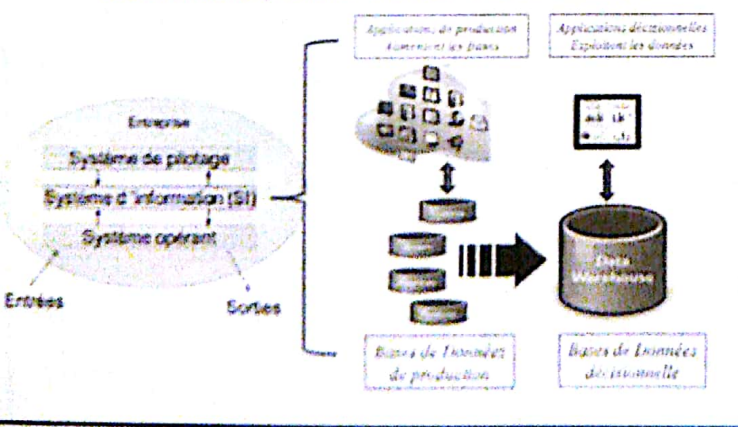 Applications de production
alimentent les bases
Applications décisionnelles
Exploitent les données
Entreprise
Système de pilotage
Système d'information (SI)
Système opérant
Entrées
Sorties
Data
Warehouse
Bases de Données
de production
Bases de Données
décisionnelle